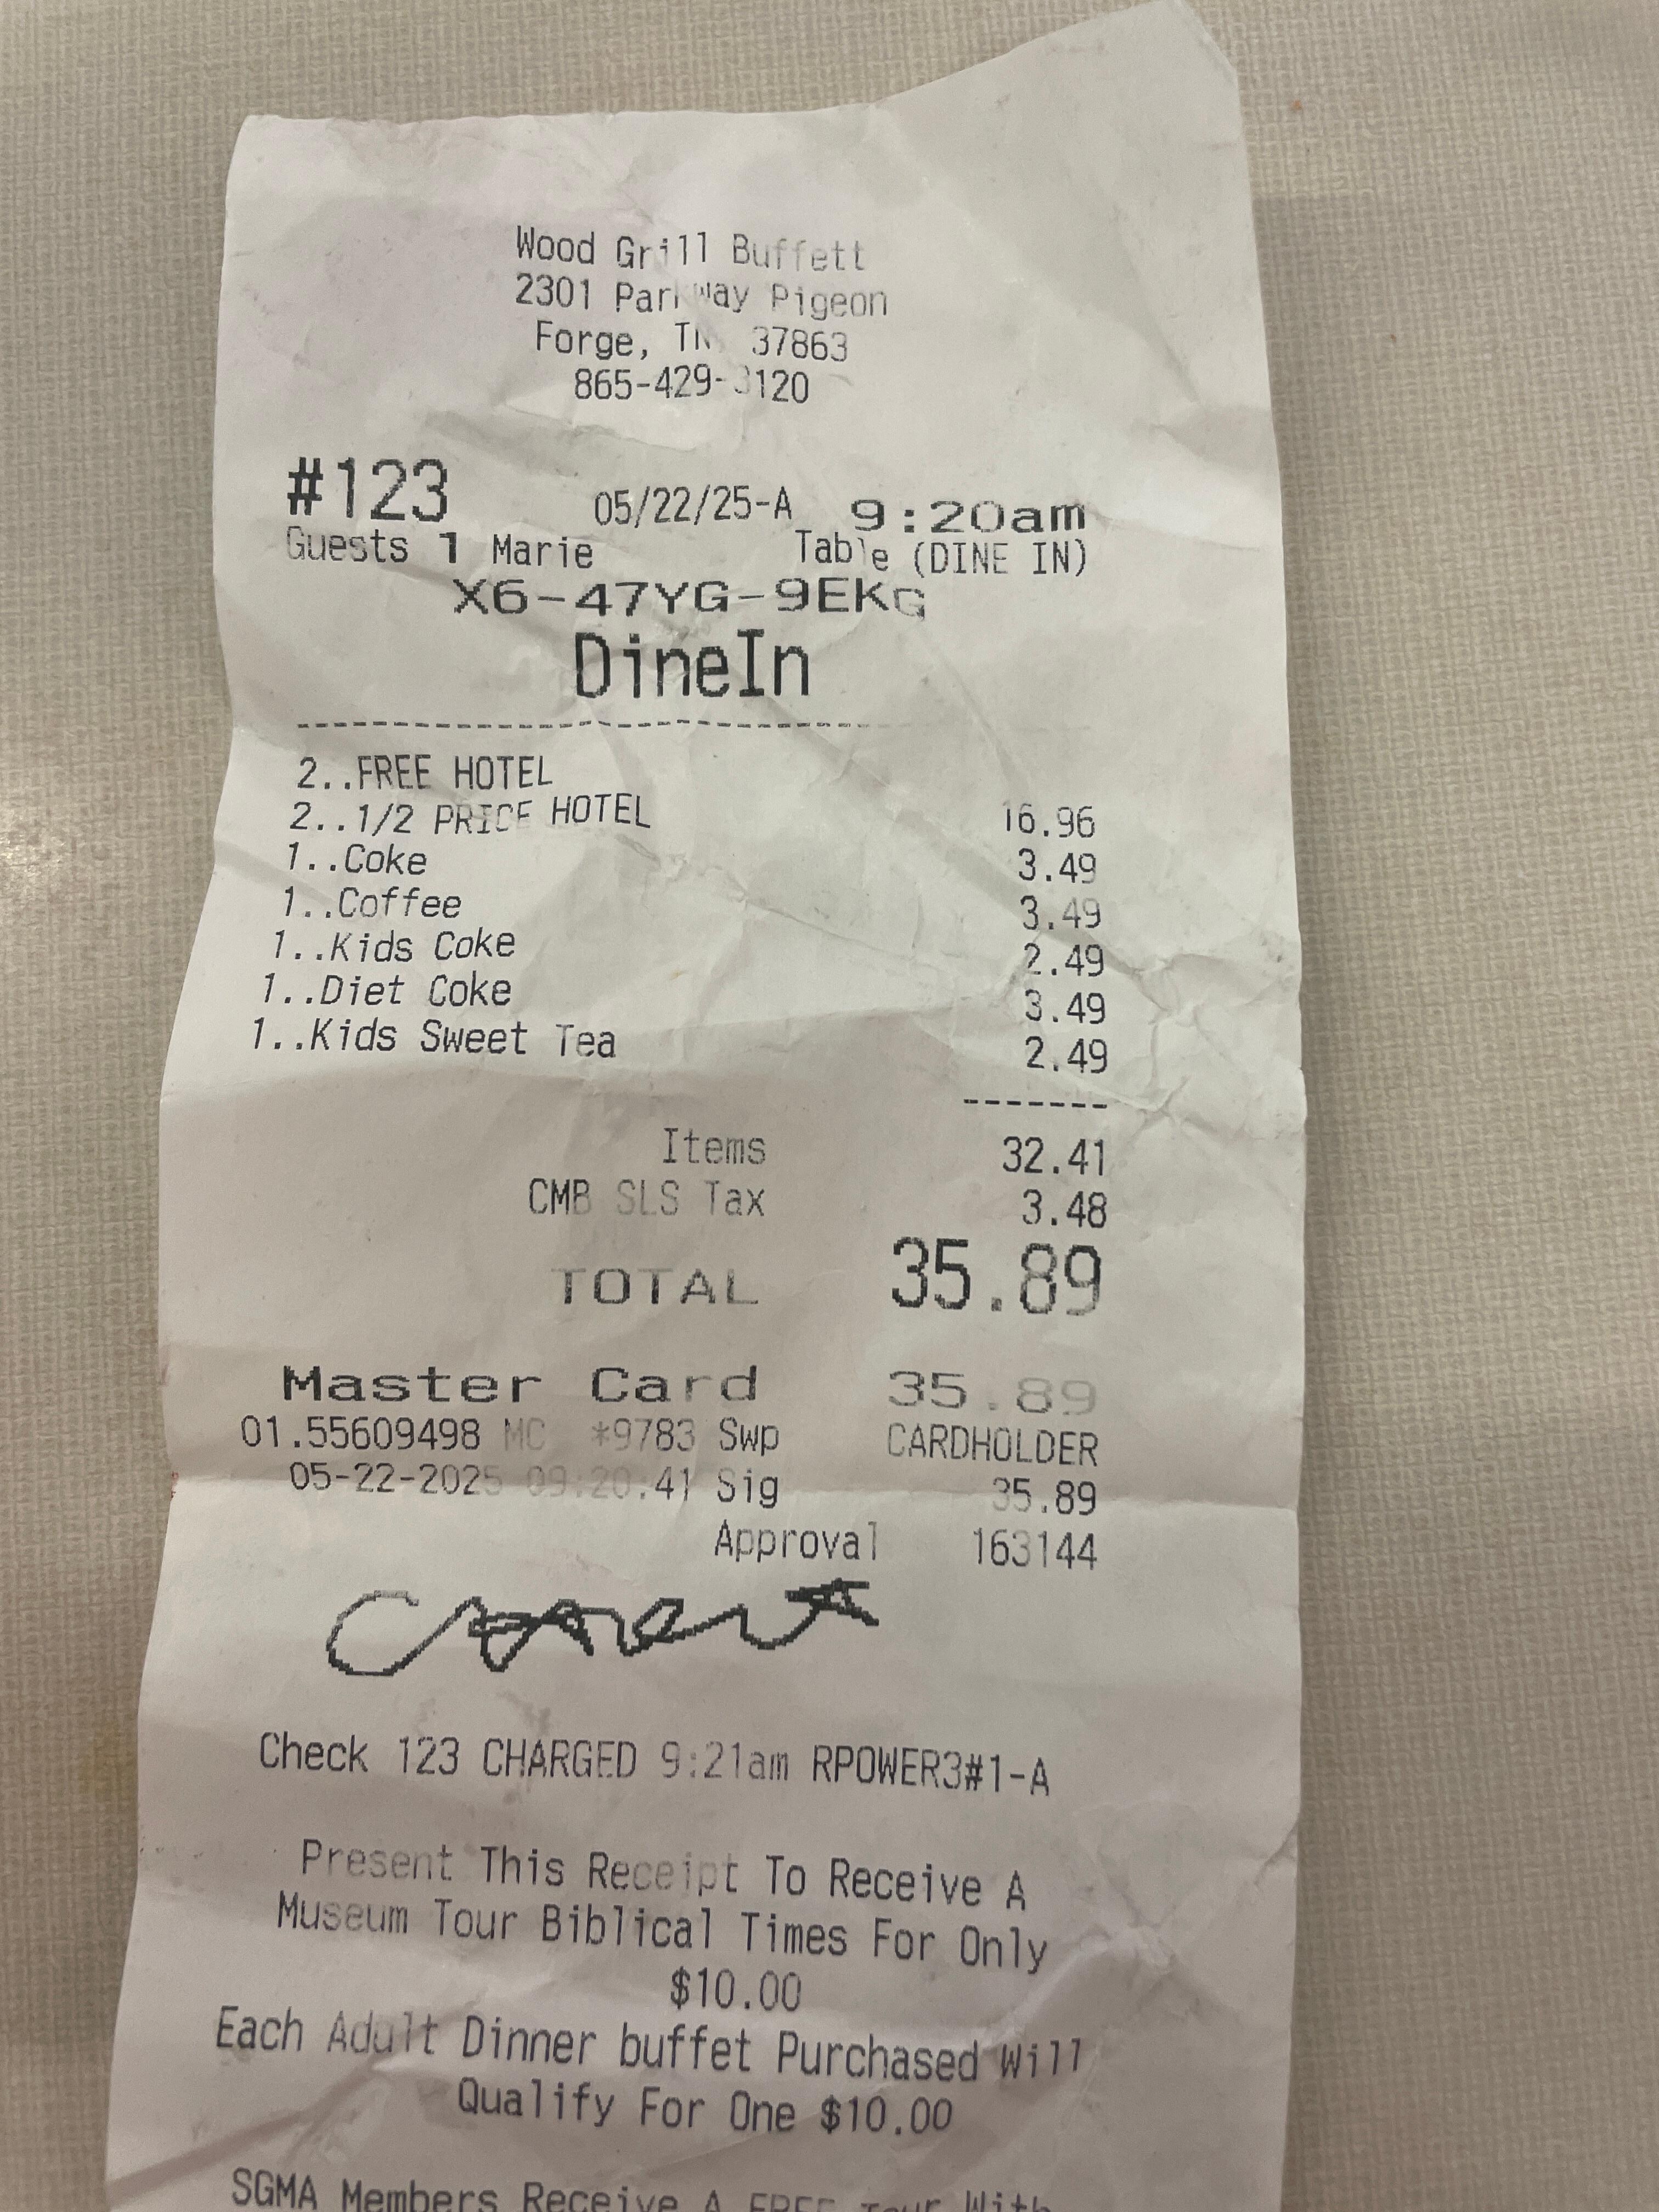 Wood Grill Buffett
2301 Parkway Pigeon
Forge, TN 37863
865-429-3120
#123 05/22/25-A 9:20am
Guests 1 Marie Table (DINE IN)
X6-47YG-9EKG
DineIn
2..FREE HOTEL
2..1/2 PRICE HOTEL 16.96
1..Coke 3.49
1..Coffee 3.49
1..Kids Coke 2.49
1..Diet Coke 3.49
1..Kids Sweet Tea 2.49
Items 32.41
CMB SLS Tax 3.48
TOTAL 35.89
Master Card 35.89
01.55609498 MC *9783 Swp CARDHOLDER
05-22-2025 09:20:41 Sig 35.89
Approval 163144
Check 123 CHARGED 9:21am RPOWER3#1-A
Present This Receipt To Receive A
Museum Tour Biblical Times For Only
$10.00
Each Adult Dinner buffet Purchased Will
Qualify For One $10.00
SGMA Members Receive A FREE Tour With